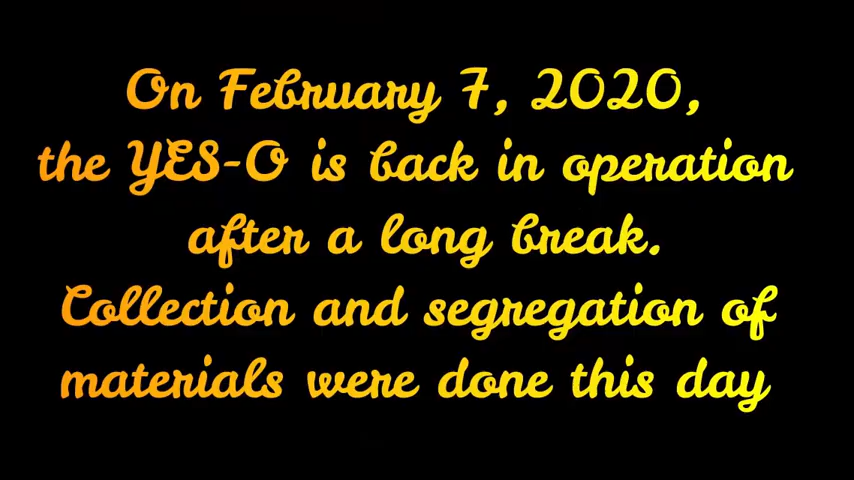 On February 7, 2020,
the YES-O is back in operation
after a long break.
Collection and segregation of
materials were done this day